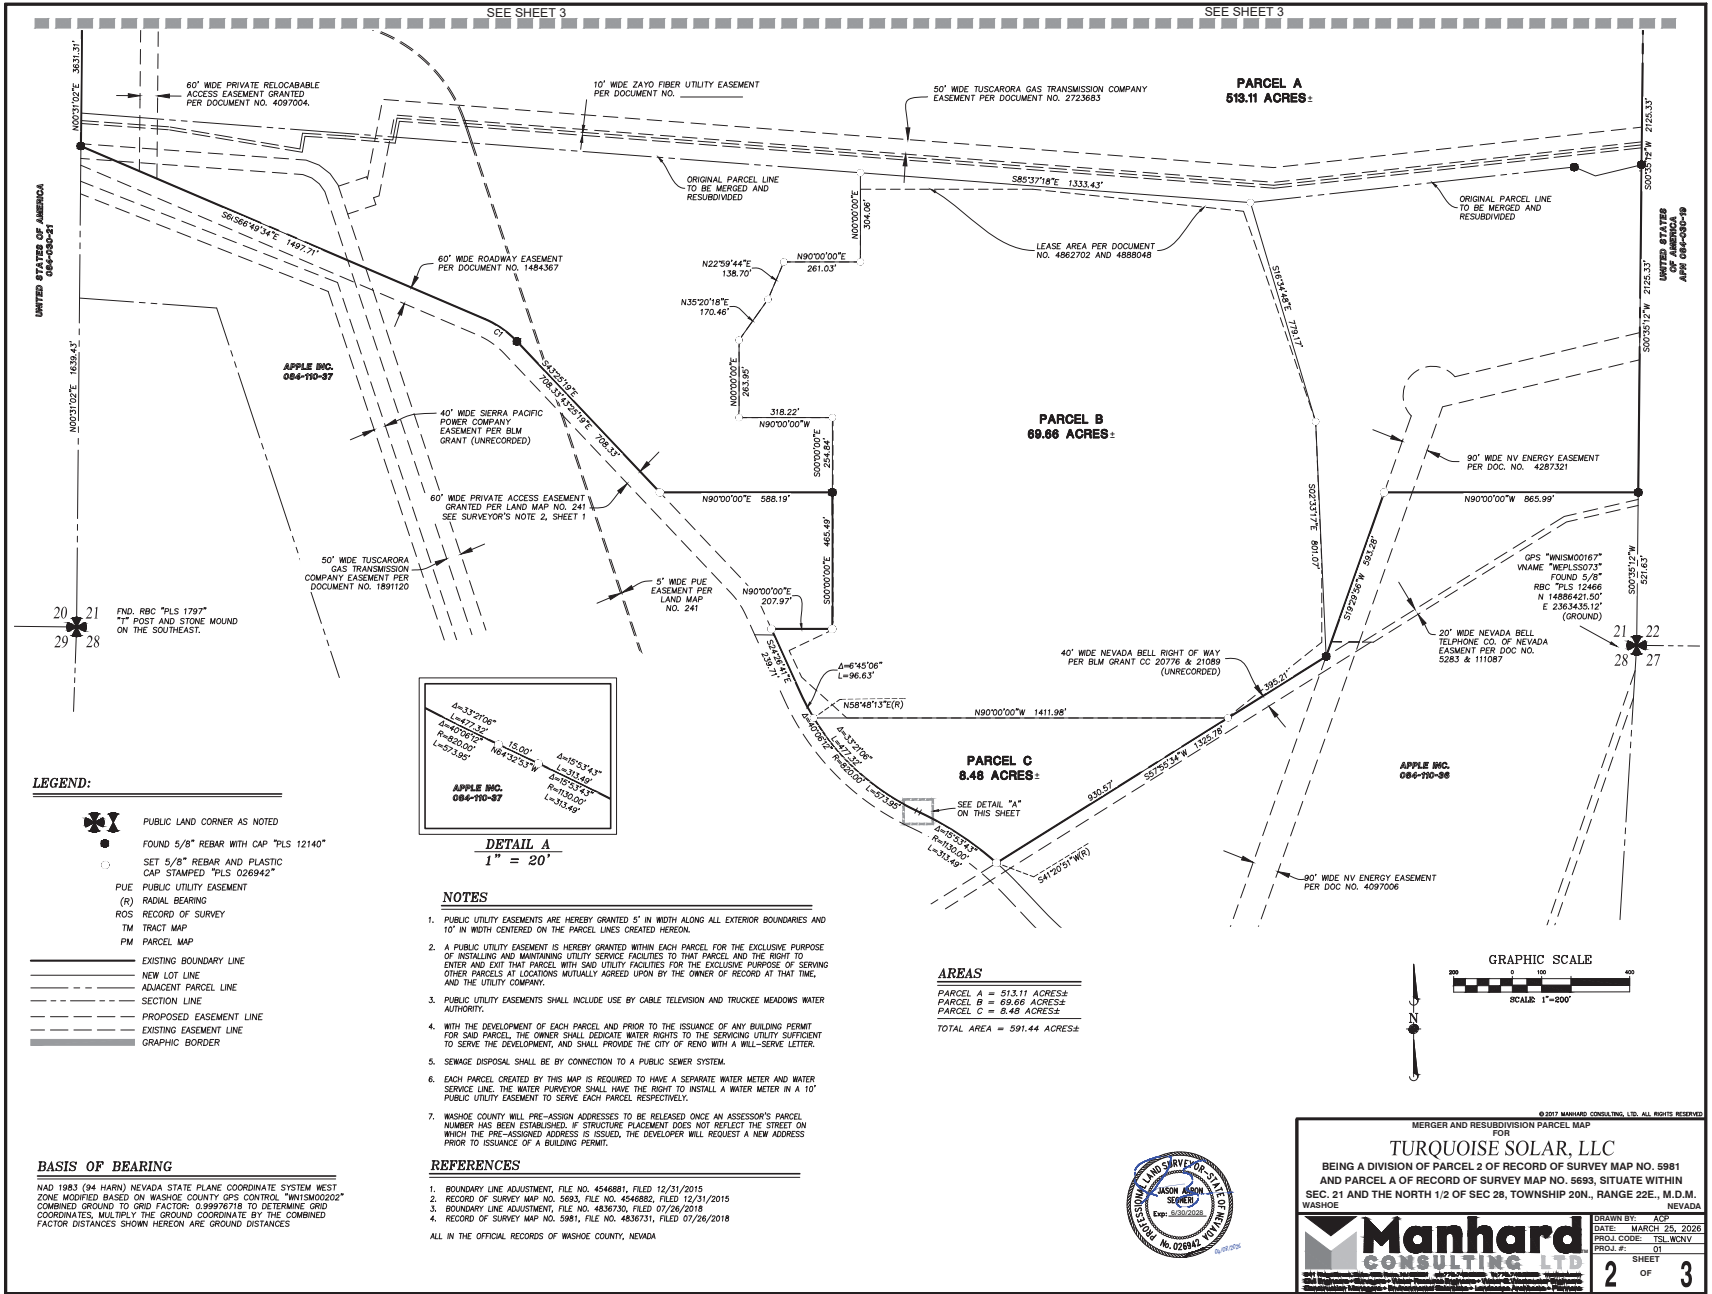 SEE SHEET 3
SEE SHEET 3
N00°31'02"E 3631.31'
60' WIDE PRIVATE RELOCABABLE
ACCESS EASEMENT GRANTED
PER DOCUMENT NO. 4097004.
10' WIDE ZAYO FIBER UTILITY EASEMENT
PER DOCUMENT NO.
50' WIDE TUSCARORA GAS TRANSMISSION COMPANY
EASEMENT PER DOCUMENT NO. 2723683
PARCEL A
513.11 ACRES±
2125.33'
S00°35'12"W
UNITED STATES OF AMERICA
084-030-21
ORIGINAL PARCEL LINE
TO BE MERGED AND
RESUBDIVIDED
S85°37'18"E 1333.43'
ORIGINAL PARCEL LINE
TO BE MERGED AND
RESUBDIVIDED
UNITED STATES
OF AMERICA
APN 084-030-19
S66°49'34"E 1497.71'
60' WIDE ROADWAY EASEMENT
PER DOCUMENT NO. 1484367
N00°00'00"E
304.06'
LEASE AREA PER DOCUMENT
NO. 4862702 AND 4888048
N90°00'00"E
261.03'
N22°59'44"E
138.70'
N35°20'18"E
170.46'
S16°34'48"E 779.17'
S00°35'12"W 2125.33'
N00°31'02"E 1639.43'
C1
APPLE INC.
084-110-37
S43°25'19"E
708.33'
43°25'19"E 708.33'
N00°00'00"E
263.95'
318.22'
N90°00'00"W
S00°00'00"E
254.84'
PARCEL B
69.66 ACRES±
40' WIDE SIERRA PACIFIC
POWER COMPANY
EASEMENT PER BLM
GRANT (UNRECORDED)
90' WIDE NV ENERGY EASEMENT
PER DOC. NO. 4287321
60' WIDE PRIVATE ACCESS EASEMENT
GRANTED PER LAND MAP NO. 241
SEE SURVEYOR'S NOTE 2, SHEET 1
N90°00'00"E 588.19'
N90°00'00"W 865.99'
S00°00'00"E 465.49'
S02°33'17"E 801.07'
S19°29'56"W 593.28'
50' WIDE TUSCARORA
GAS TRANSMISSION
COMPANY EASEMENT PER
DOCUMENT NO. 1891120
5' WIDE PUE
EASEMENT PER
LAND MAP
NO. 241
N90°00'00"E
207.97'
GPS "WNISM00167"
VNAME "WEPLSS073"
FOUND 5/8"
RBC "PLS 12466
N 14886421.50'
E 2363435.12'
(GROUND)
S00°35'12"W
521.63'
20 21
29 28
FND. RBC "PLS 1797"
"T" POST AND STONE MOUND
ON THE SOUTHEAST.
S24°26'41"E
239.71'
Δ=6°45'06"
L=96.63'
40' WIDE NEVADA BELL RIGHT OF WAY
PER BLM GRANT CC 20776 & 21089
(UNRECORDED)
20' WIDE NEVADA BELL
TELPHONE CO. OF NEVADA
EASMENT PER DOC NO.
5283 & 111087
21 22
28 27
395.21'
N58°48'13"E(R)
N90°00'00"W 1411.98'
Δ=40°06'12"
Δ=33°21'06"
L=477.32'
R=820.00'
L=573.95'
S57°55'34"W 1325.78'
930.57'
PARCEL C
8.48 ACRES±
APPLE INC.
084-110-36
SEE DETAIL "A"
ON THIS SHEET
Δ=15°53'43"
R=1130.00'
L=313.49'
S41°20'51"W(R)
90' WIDE NV ENERGY EASEMENT
PER DOC NO. 4097006
Δ=33°21'06"
L=477.32'
Δ=40°06'12"
R=820.00'
L=573.95'
15.00'
N64°32'53"W
Δ=15°53'43"
L=313.49'
Δ=15°53'43"
R=1130.00'
L=313.49'
APPLE INC.
084-110-37
DETAIL A
1" = 20'
LEGEND:
PUBLIC LAND CORNER AS NOTED
FOUND 5/8" REBAR WITH CAP "PLS 12140"
SET 5/8" REBAR AND PLASTIC
CAP STAMPED "PLS 026942"
PUE PUBLIC UTILITY EASEMENT
(R) RADIAL BEARING
ROS RECORD OF SURVEY
TM TRACT MAP
PM PARCEL MAP
EXISTING BOUNDARY LINE
NEW LOT LINE
ADJACENT PARCEL LINE
SECTION LINE
PROPOSED EASEMENT LINE
EXISTING EASEMENT LINE
GRAPHIC BORDER
NOTES
1. PUBLIC UTILITY EASEMENTS ARE HEREBY GRANTED 5' IN WIDTH ALONG ALL EXTERIOR BOUNDARIES AND
10' IN WIDTH CENTERED ON THE PARCEL LINES CREATED HEREON.
2. A PUBLIC UTILITY EASEMENT IS HEREBY GRANTED WITHIN EACH PARCEL FOR THE EXCLUSIVE PURPOSE
OF INSTALLING AND MAINTAINING UTILITY SERVICE FACILITIES TO THAT PARCEL AND THE RIGHT TO
ENTER AND EXIT THAT PARCEL WITH SAID UTILITY FACILITIES FOR THE EXCLUSIVE PURPOSE OF SERVING
OTHER PARCELS AT LOCATIONS MUTUALLY AGREED UPON BY THE OWNER OF RECORD AT THAT TIME,
AND THE UTILITY COMPANY.
3. PUBLIC UTILITY EASEMENTS SHALL INCLUDE USE BY CABLE TELEVISION AND TRUCKEE MEADOWS WATER
AUTHORITY.
4. WITH THE DEVELOPMENT OF EACH PARCEL AND PRIOR TO THE ISSUANCE OF ANY BUILDING PERMIT
FOR SAID PARCEL, THE OWNER SHALL DEDICATE WATER RIGHTS TO THE SERVICING UTILITY SUFFICIENT
TO SERVE THE DEVELOPMENT, AND SHALL PROVIDE THE CITY OF RENO WITH A WILL-SERVE LETTER.
5. SEWAGE DISPOSAL SHALL BE BY CONNECTION TO A PUBLIC SEWER SYSTEM.
6. EACH PARCEL CREATED BY THIS MAP IS REQUIRED TO HAVE A SEPARATE WATER METER AND WATER
SERVICE LINE. THE WATER PURVEYOR SHALL HAVE THE RIGHT TO INSTALL A WATER METER IN A 10'
PUBLIC UTILITY EASEMENT TO SERVE EACH PARCEL RESPECTIVELY.
7. WASHOE COUNTY WILL PRE-ASSIGN ADDRESSES TO BE RELEASED ONCE AN ASSESSOR'S PARCEL
NUMBER HAS BEEN ESTABLISHED. IF STRUCTURE PLACEMENT DOES NOT REFLECT THE STREET ON
WHICH THE PRE-ASSIGNED ADDRESS IS ISSUED, THE DEVELOPER WILL REQUEST A NEW ADDRESS
PRIOR TO ISSUANCE OF A BUILDING PERMIT.
AREAS
PARCEL A = 513.11 ACRES±
PARCEL B = 69.66 ACRES±
PARCEL C = 8.48 ACRES±
TOTAL AREA = 591.44 ACRES±
GRAPHIC SCALE
200 0 100 200 400
SCALE: 1"=200'
N
BASIS OF BEARING
NAD 1983 (94 HARN) NEVADA STATE PLANE COORDINATE SYSTEM WEST
ZONE MODIFIED BASED ON WASHOE COUNTY GPS CONTROL "WN1SM00202"
COMBINED GROUND TO GRID FACTOR: 0.99976718 TO DETERMINE GRID
COORDINATES, MULTIPLY THE GROUND COORDINATE BY THE COMBINED
FACTOR DISTANCES SHOWN HEREON ARE GROUND DISTANCES
REFERENCES
1. BOUNDARY LINE ADJUSTMENT, FILE NO. 4546881, FILED 12/31/2015
2. RECORD OF SURVEY MAP NO. 5693, FILE NO. 4546882, FILED 12/31/2015
3. BOUNDARY LINE ADJUSTMENT, FILE NO. 4836730, FILED 07/26/2018
4. RECORD OF SURVEY MAP NO. 5981, FILE NO. 4836731, FILED 07/26/2018
ALL IN THE OFFICIAL RECORDS OF WASHOE COUNTY, NEVADA
PROFESSIONAL LAND SURVEYOR-STATE OF NEVADA
JASON AARON
SEGHERI
Exp: 6/30/2026
No. 026942
© 2017 MANHARD CONSULTING, LTD. ALL RIGHTS RESERVED
MERGER AND RESUBDIVISION PARCEL MAP
FOR
TURQUOISE SOLAR, LLC
BEING A DIVISION OF PARCEL 2 OF RECORD OF SURVEY MAP NO. 5981
AND PARCEL A OF RECORD OF SURVEY MAP NO. 5693, SITUATE WITHIN
SEC. 21 AND THE NORTH 1/2 OF SEC 28, TOWNSHIP 20N., RANGE 22E., M.D.M.
WASHOE NEVADA
Manhard
CONSULTING LTD
DRAWN BY: ACP
DATE: MARCH 25, 2026
PROJ. CODE: TSL.WCNV
PROJ. #: 01
SHEET
2 OF 3